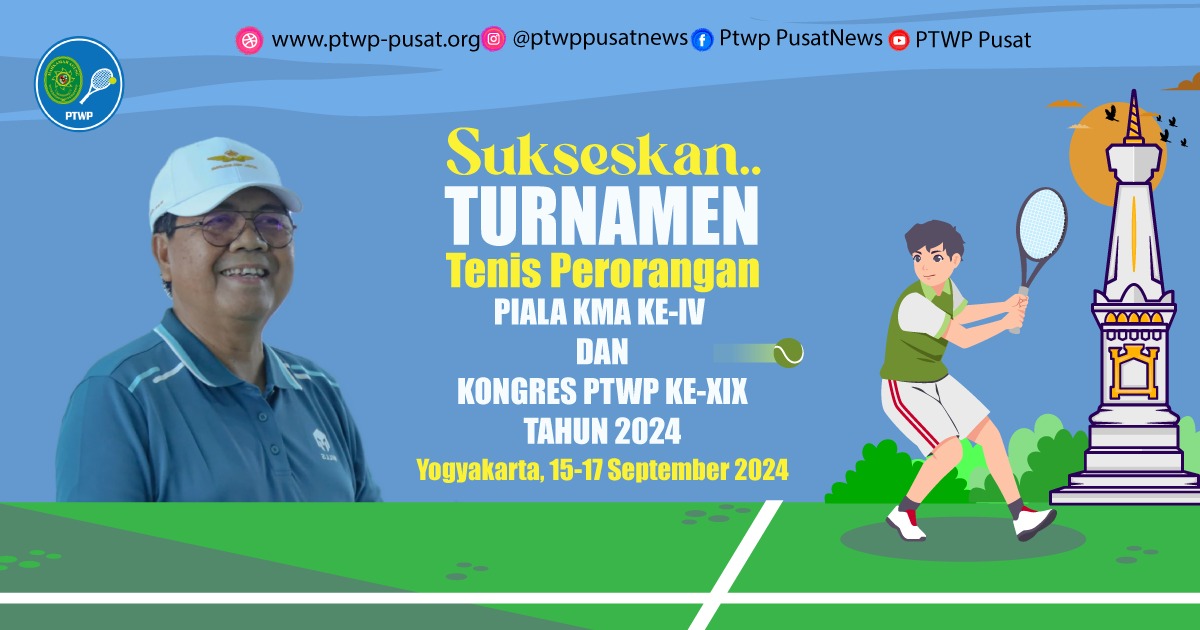 www.ptwp-pusat.org @ptwppusatnews Ptwp PusatNews PTWP Pusat
PTWP
Sukseskan..
TURNAMEN
Tenis Perorangan
PIALA KMA KE-IV
DAN
KONGRES PTWP KE-XIX
TAHUN 2024
Yogyakarta, 15-17 September 2024